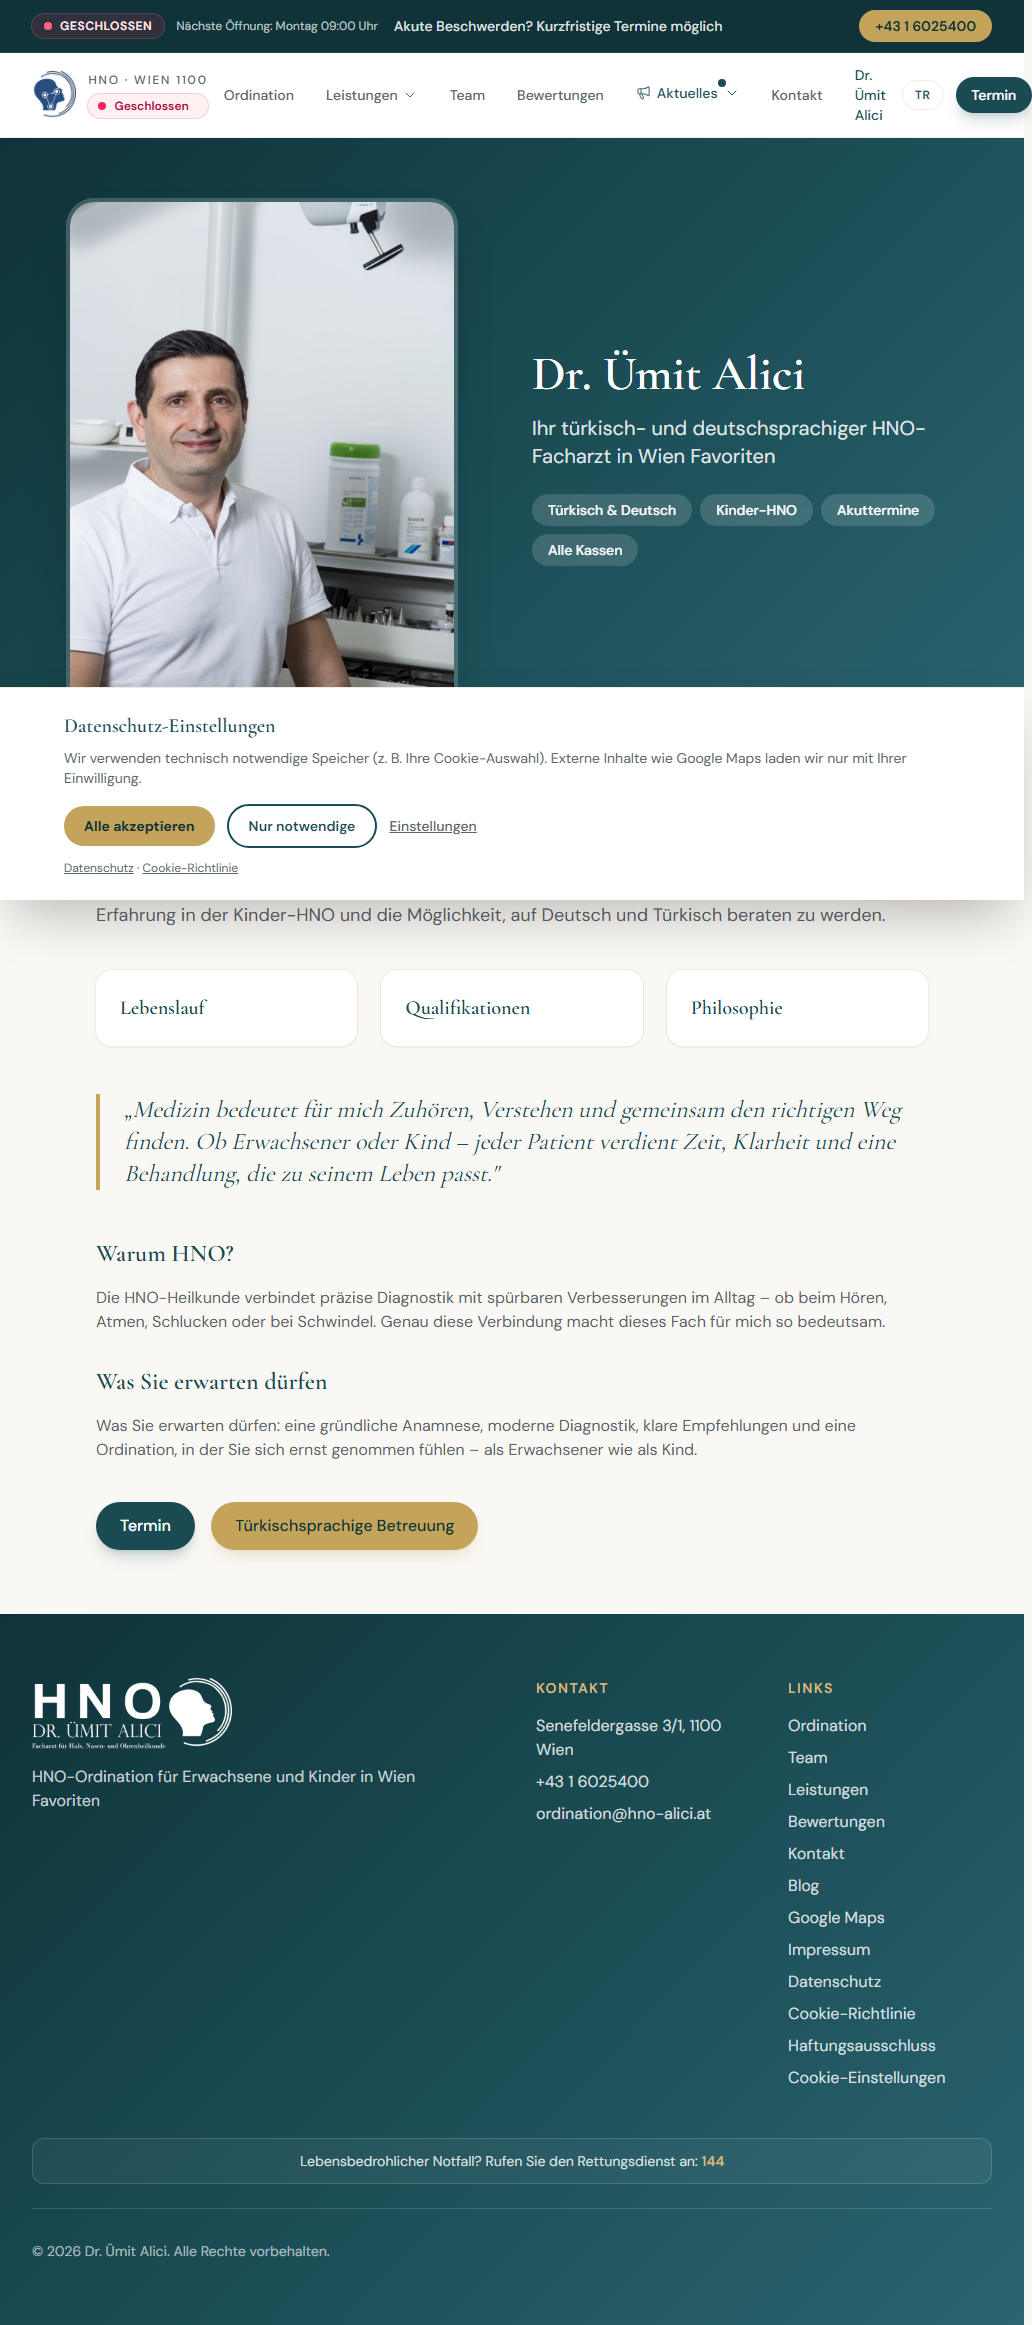 GESCHLOSSEN
Nächste Öffnung: Montag 09:00 Uhr
Akute Beschwerden? Kurzfristige Termine möglich
+43 1 6025400
HNO · WIEN 1100
Geschlossen
Ordination
Leistungen
Team
Bewertungen
Aktuelles
Kontakt
Dr.
Ümit
Alici
TR
Termin
Dr. Ümit Alici
Ihr türkisch- und deutschsprachiger HNO-
Facharzt in Wien Favoriten
Türkisch & Deutsch
Kinder-HNO
Akuttermine
Alle Kassen
Datenschutz-Einstellungen
Wir verwenden technisch notwendige Speicher (z. B. Ihre Cookie-Auswahl). Externe Inhalte wie Google Maps laden wir nur mit Ihrer
Einwilligung.
Alle akzeptieren
Nur notwendige
Einstellungen
Datenschutz · Cookie-Richtlinie
Erfahrung in der Kinder-HNO und die Möglichkeit, auf Deutsch und Türkisch beraten zu werden.
Lebenslauf
Qualifikationen
Philosophie
„Medizin bedeutet für mich Zuhören, Verstehen und gemeinsam den richtigen Weg
finden. Ob Erwachsener oder Kind – jeder Patient verdient Zeit, Klarheit und eine
Behandlung, die zu seinem Leben passt."
Warum HNO?
Die HNO-Heilkunde verbindet präzise Diagnostik mit spürbaren Verbesserungen im Alltag – ob beim Hören,
Atmen, Schlucken oder bei Schwindel. Genau diese Verbindung macht dieses Fach für mich so bedeutsam.
Was Sie erwarten dürfen
Was Sie erwarten dürfen: eine gründliche Anamnese, moderne Diagnostik, klare Empfehlungen und eine
Ordination, in der Sie sich ernst genommen fühlen – als Erwachsener wie als Kind.
Termin
Türkischsprachige Betreuung
HNO
DR. ÜMIT ALICI
Facharzt für Hals, Nasen- und Ohrenheilkunde
HNO-Ordination für Erwachsene und Kinder in Wien
Favoriten
KONTAKT
Senefeldergasse 3/1, 1100
Wien
+43 1 6025400
ordination@hno-alici.at
LINKS
Ordination
Team
Leistungen
Bewertungen
Kontakt
Blog
Google Maps
Impressum
Datenschutz
Cookie-Richtlinie
Haftungsausschluss
Cookie-Einstellungen
Lebensbedrohlicher Notfall? Rufen Sie den Rettungsdienst an: 144
© 2026 Dr. Ümit Alici. Alle Rechte vorbehalten.